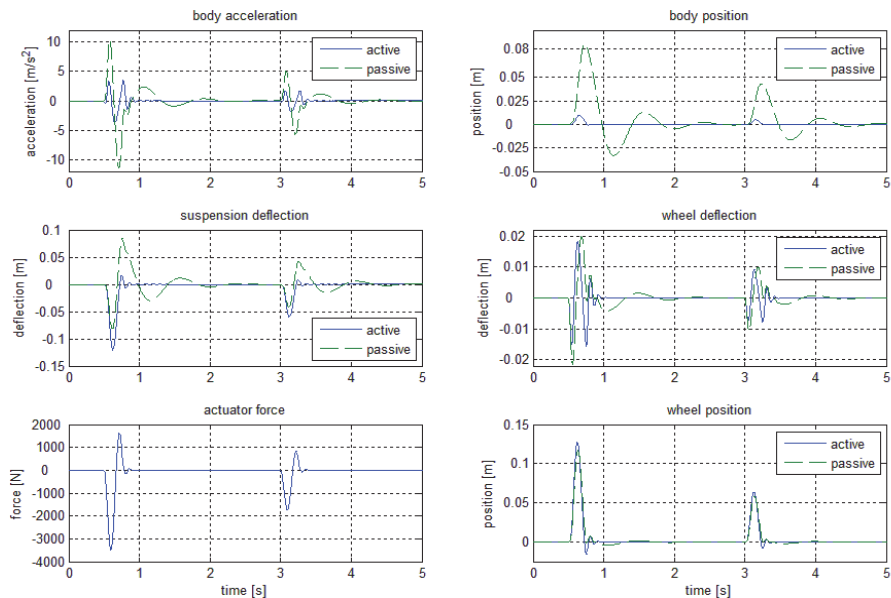 body acceleration
acceleration [m/s²]
10
5
0
-5
-10
active
passive
0 1 2 3 4 5
body position
position [m]
0.08
0.05
0.025
0
-0.025
-0.05
active
passive
0 1 2 3 4 5
suspension deflection
deflection [m]
0.1
0.05
0
-0.05
-0.1
-0.15
active
passive
0 1 2 3 4 5
wheel deflection
deflection [m]
0.02
0.01
0
-0.01
-0.02
active
passive
0 1 2 3 4 5
actuator force
force [N]
2000
1000
0
-1000
-2000
-3000
-4000
0 1 2 3 4 5
time [s]
wheel position
position [m]
0.15
0.10
0.05
0
active
passive
0 1 2 3 4 5
time [s]